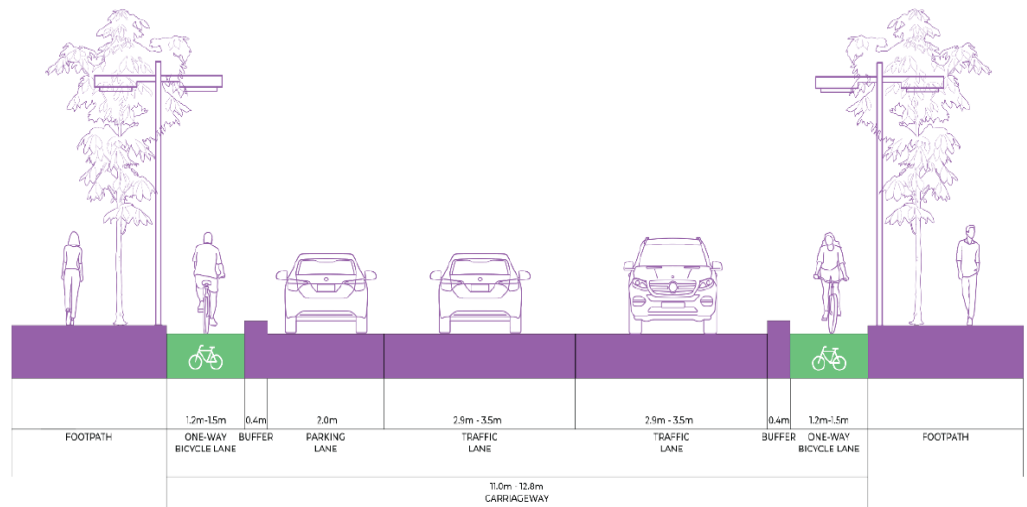 1.2m-1.5m
0.4m
2.0m
2.9m - 3.5m
2.9m - 3.5m
0.4m
1.2m-1.5m
FOOTPATH
ONE-WAY
BICYCLE LANE
BUFFER
PARKING
LANE
TRAFFIC
LANE
TRAFFIC
LANE
BUFFER
ONE-WAY
BICYCLE LANE
FOOTPATH
11.0m - 12.8m
CARRIAGEWAY